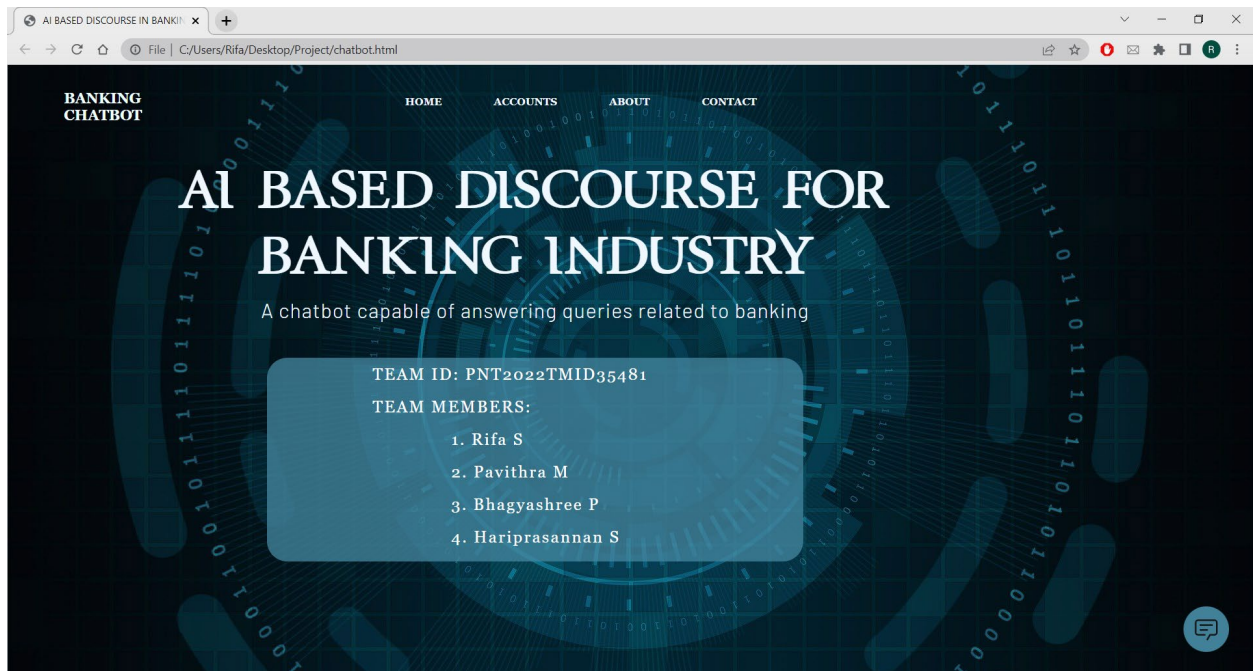 AI BASED DISCOURSE IN BANKIN
File | C:/Users/Rifa/Desktop/Project/chatbot.html
R
BANKING
CHATBOT
HOME ACCOUNTS ABOUT CONTACT
AI BASED DISCOURSE FOR
BANKING INDUSTRY
A chatbot capable of answering queries related to banking
TEAM ID: PNT2022TMID35481
TEAM MEMBERS:
1. Rifa S
2. Pavithra M
3. Bhagyashree P
4. Hariprasannan S